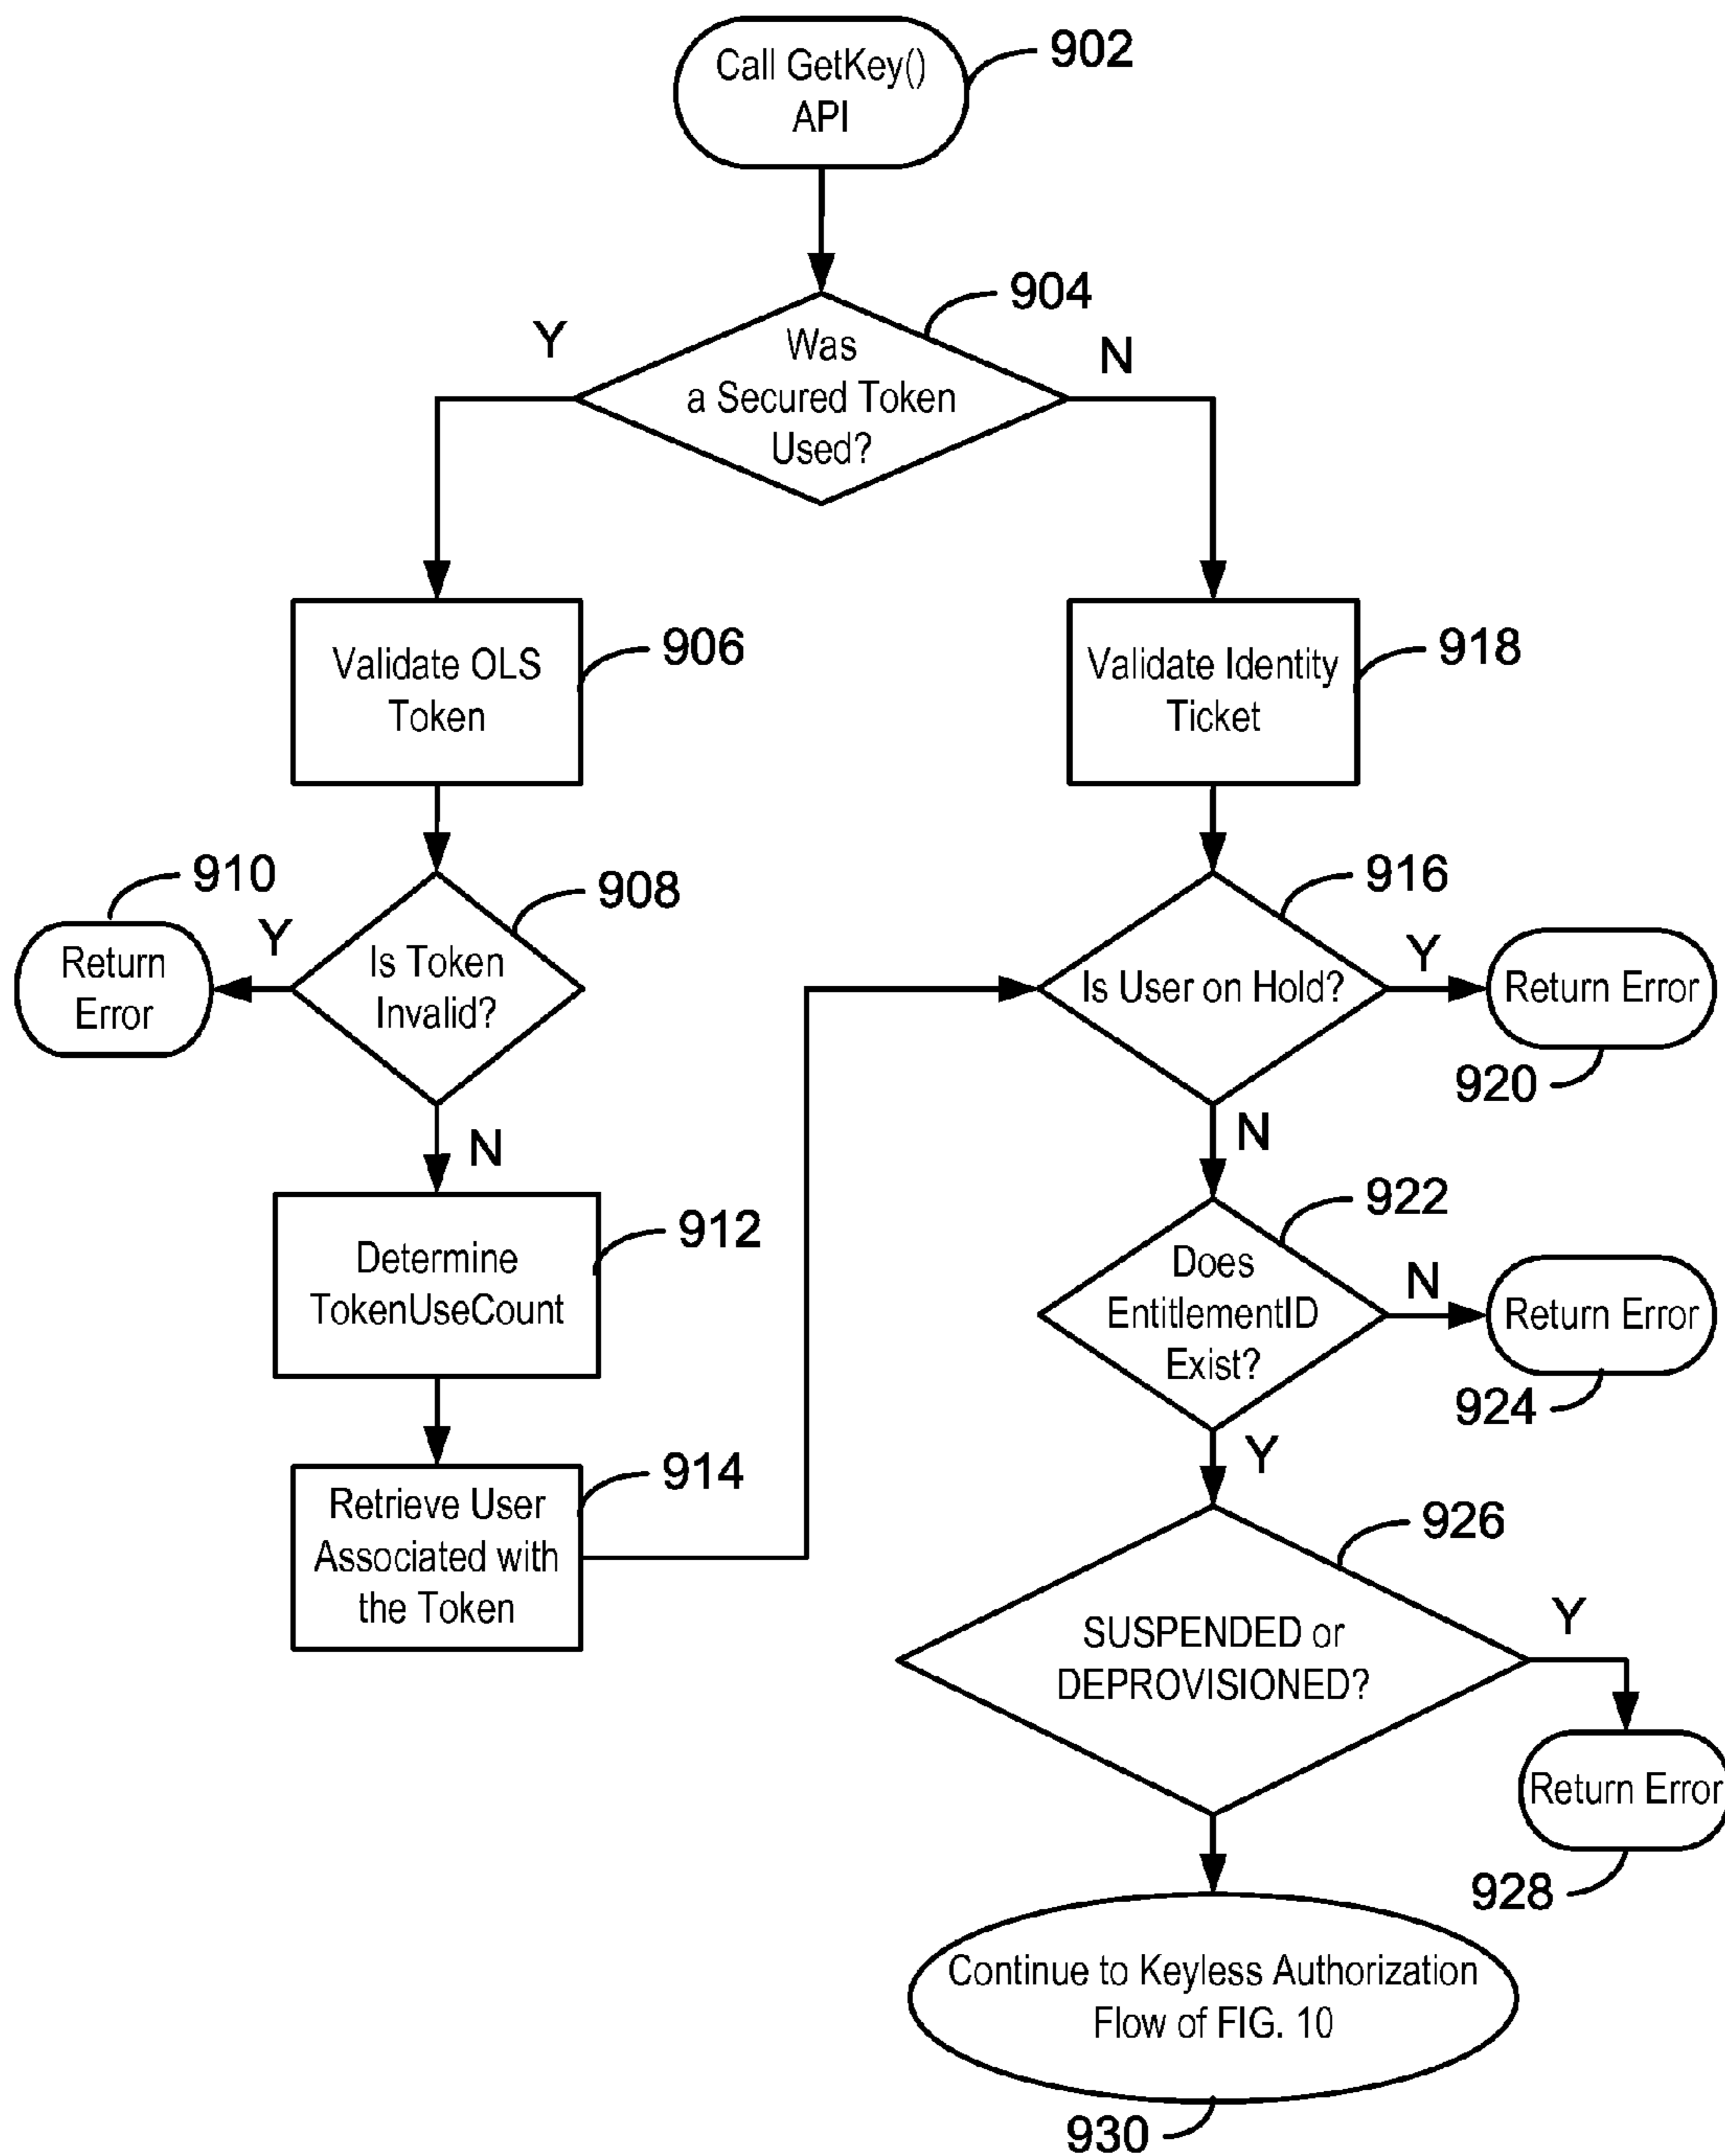 Call GetKey()
API
902
Was
a Secured Token
Used?
904
Y
N
Validate OLS
Token
906
Validate Identity
Ticket
918
910
Return
Error
Y
Is Token
Invalid?
908
N
Is User on Hold?
916
Y
Return Error
920
N
Determine
TokenUseCount
912
Does
EntitlementID
Exist?
922
N
Return Error
924
Y
Retrieve User
Associated with
the Token
914
SUSPENDED or
DEPROVISIONED?
926
Y
Return Error
928
Continue to Keyless Authorization
Flow of FIG. 10
930